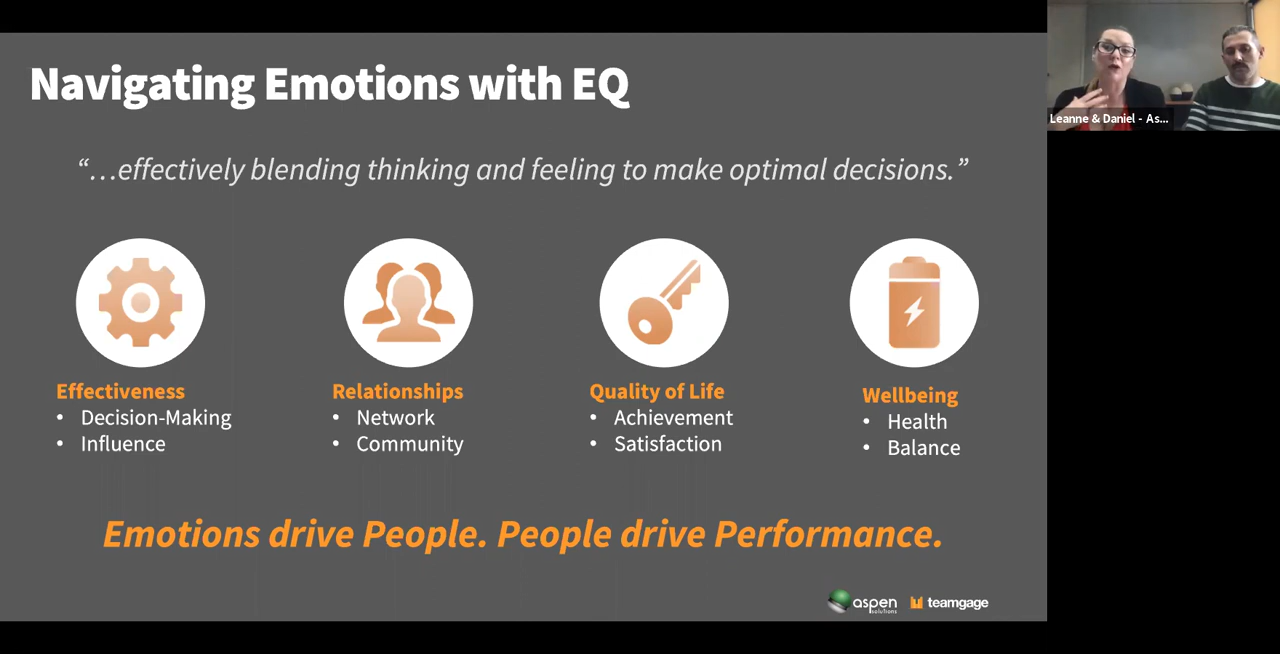 Navigating Emotions with EQ
“…effectively blending thinking and feeling to make optimal decisions.”
Effectiveness
• Decision-Making
• Influence
Relationships
• Network
• Community
Quality of Life
• Achievement
• Satisfaction
Wellbeing
• Health
• Balance
Emotions drive People. People drive Performance.
aspen
solutions
teamgage
Leanne & Daniel - As...